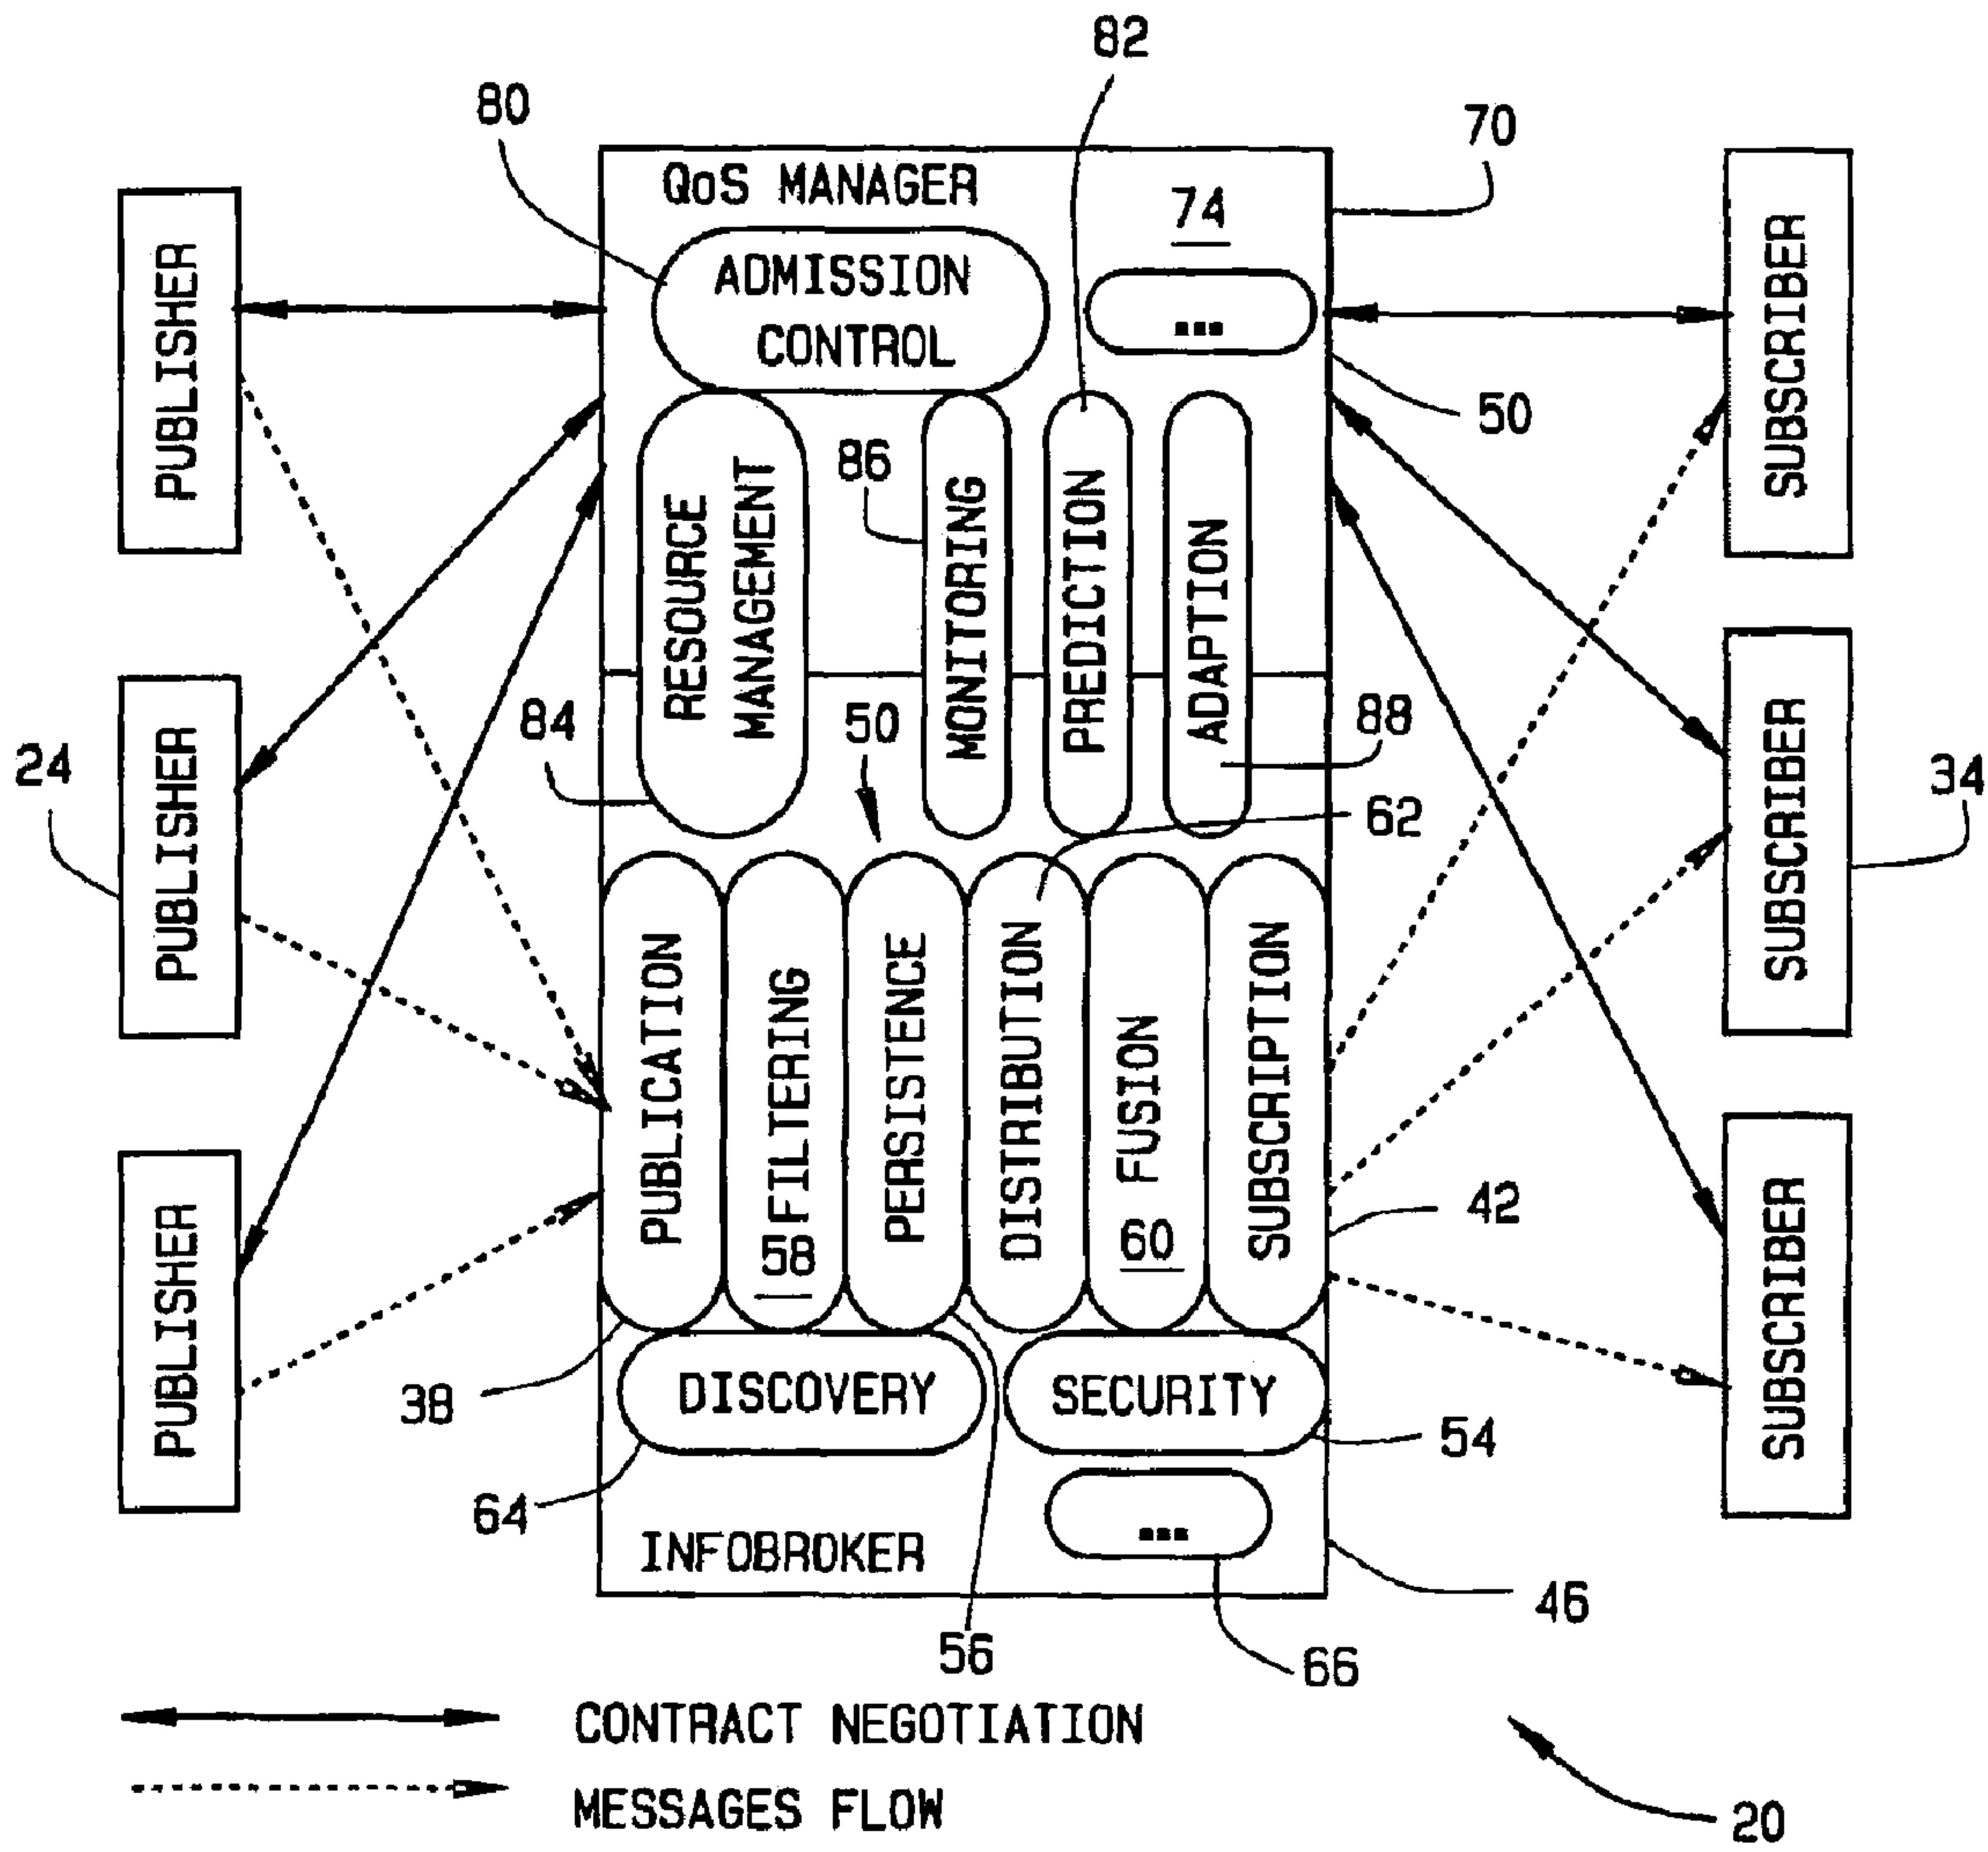 82
80
70
QoS MANAGER
74
ADMISSION
CONTROL
...
50
PUBLISHER
SUBSCRIBER
RESOURCE
MANAGEMENT
86
MONITORING
PREDICTION
ADAPTION
84
50
88
62
24
PUBLISHER
SUBSCRIBER
34
PUBLICATION
FILTERING
58
PERSISTENCE
DISTRIBUTION
FUSION
60
SUBSCRIPTION
42
PUBLISHER
SUBSCRIBER
38
DISCOVERY
SECURITY
54
64
...
INFOBROKER
46
56
66
CONTRACT NEGOTIATION
MESSAGES FLOW
20